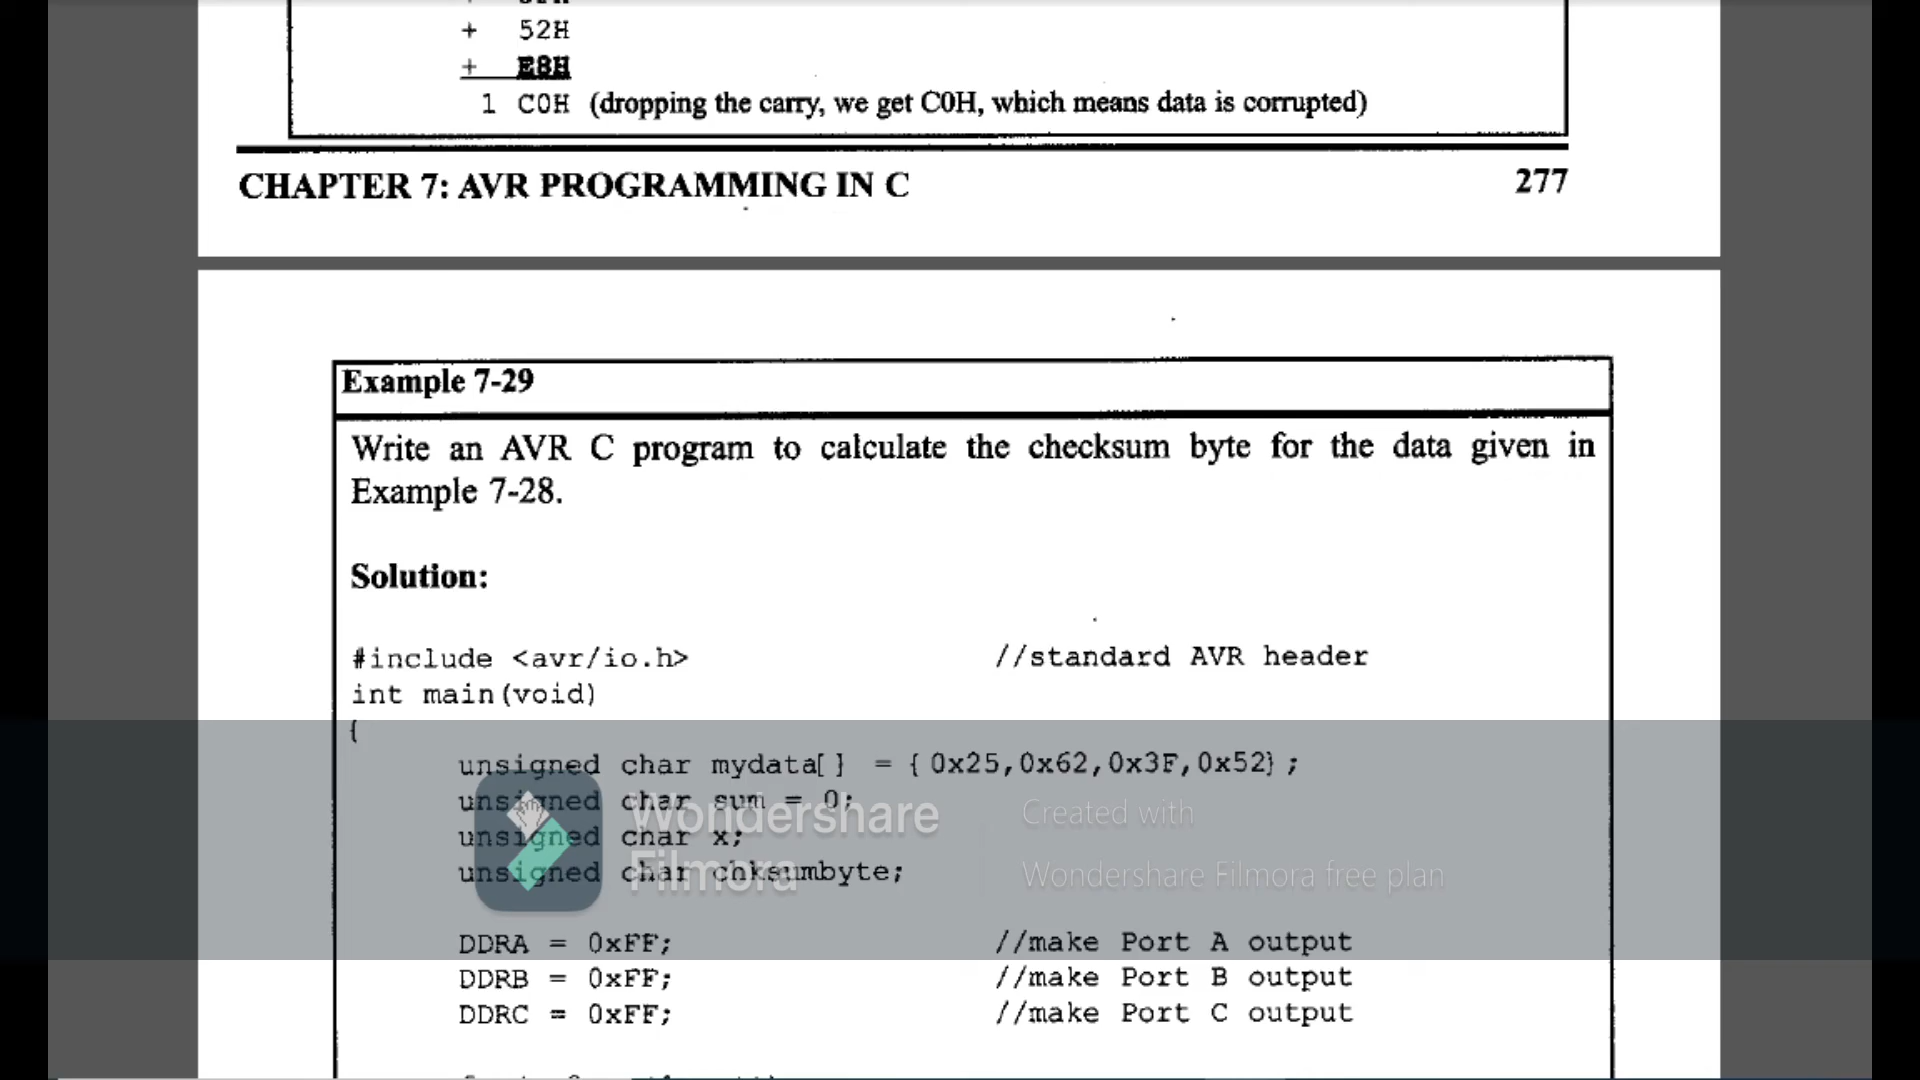 + 52H
+ E8H
1 C0H (dropping the carry, we get C0H, which means data is corrupted)
CHAPTER 7: AVR PROGRAMMING IN C 277
Example 7-29
Write an AVR C program to calculate the checksum byte for the data given in
Example 7-28.
Solution:
#include <avr/io.h> //standard AVR header
int main(void)
{
unsigned char mydata[] = {0x25,0x62,0x3F,0x52};
unsigned char sum = 0;
unsigned char x;
unsigned char chksumbyte;
Wondershare
Filmora
Created with
Wondershare Filmora free plan
DDRA = 0xFF; //make Port A output
DDRB = 0xFF; //make Port B output
DDRC = 0xFF; //make Port C output